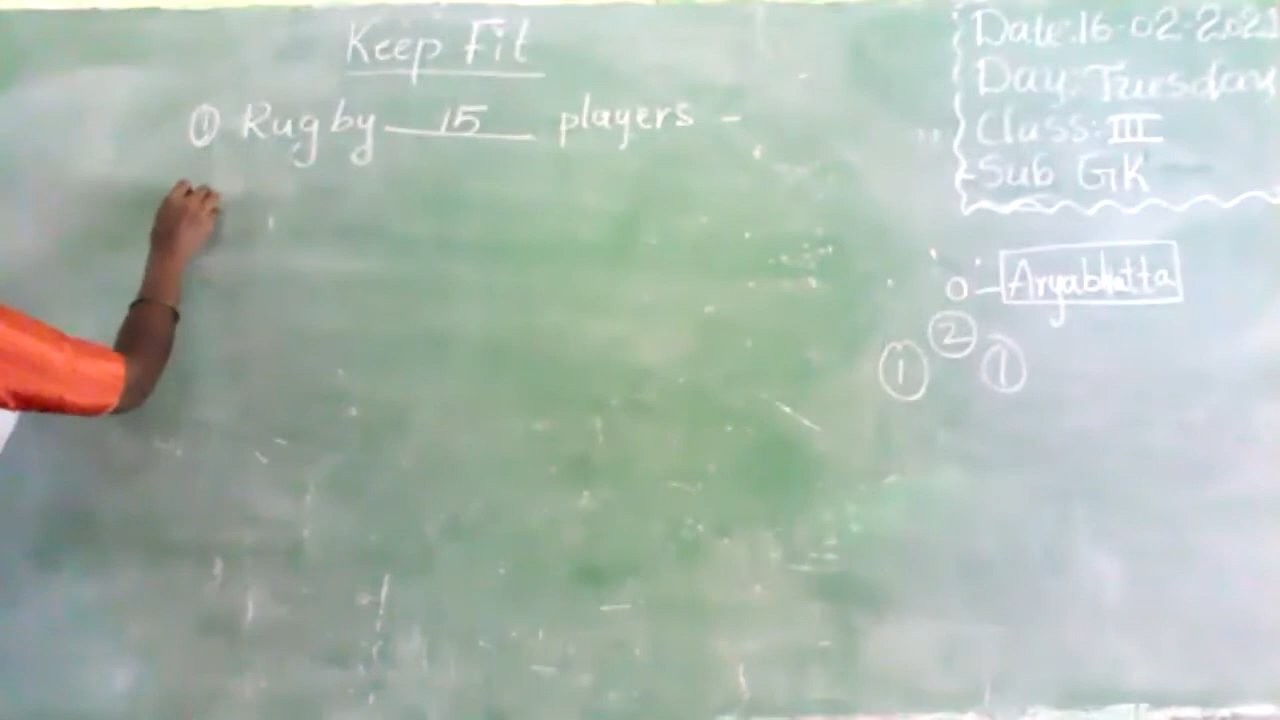 Keep Fit
① Rugby 15 players -
Date:16-02-2021
Day:Tuesday
Class:III
Sub GK
0-Aryabhatta
②
① ①